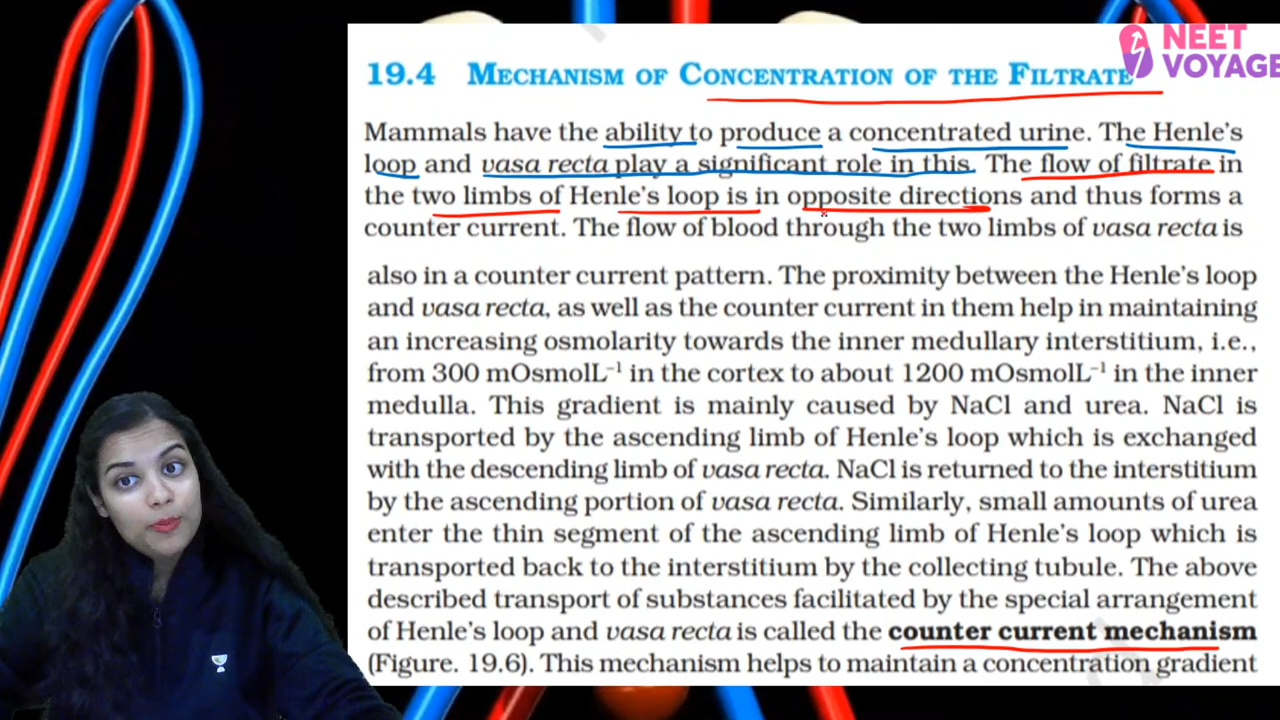 NEET
VOYAGE
19.4 MECHANISM OF CONCENTRATION OF THE FILTRATE
Mammals have the ability to produce a concentrated urine. The Henle's
loop and vasa recta play a significant role in this. The flow of filtrate in
the two limbs of Henle's loop is in opposite directions and thus forms a
counter current. The flow of blood through the two limbs of vasa recta is
also in a counter current pattern. The proximity between the Henle's loop
and vasa recta, as well as the counter current in them help in maintaining
an increasing osmolarity towards the inner medullary interstitium, i.e.,
from 300 mOsmolL⁻¹ in the cortex to about 1200 mOsmolL⁻¹ in the inner
medulla. This gradient is mainly caused by NaCl and urea. NaCl is
transported by the ascending limb of Henle's loop which is exchanged
with the descending limb of vasa recta. NaCl is returned to the interstitium
by the ascending portion of vasa recta. Similarly, small amounts of urea
enter the thin segment of the ascending limb of Henle's loop which is
transported back to the interstitium by the collecting tubule. The above
described transport of substances facilitated by the special arrangement
of Henle's loop and vasa recta is called the counter current mechanism
(Figure. 19.6). This mechanism helps to maintain a concentration gradient